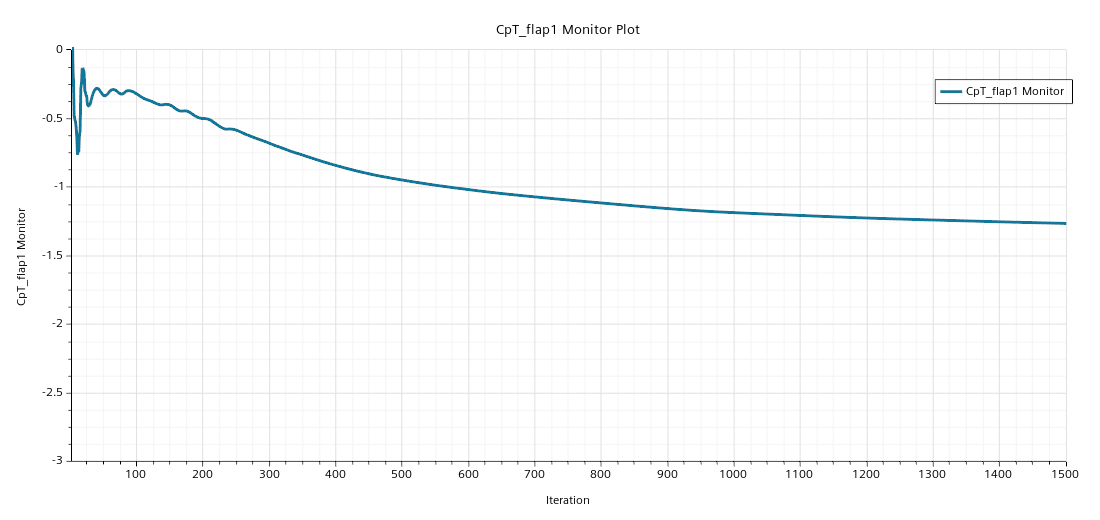 CpT_flap1 Monitor Plot
CpT_flap1 Monitor
CpT_flap1 Monitor
0
-0.5
-1
-1.5
-2
-2.5
-3
100 200 300 400 500 600 700 800 900 1000 1100 1200 1300 1400 1500
Iteration